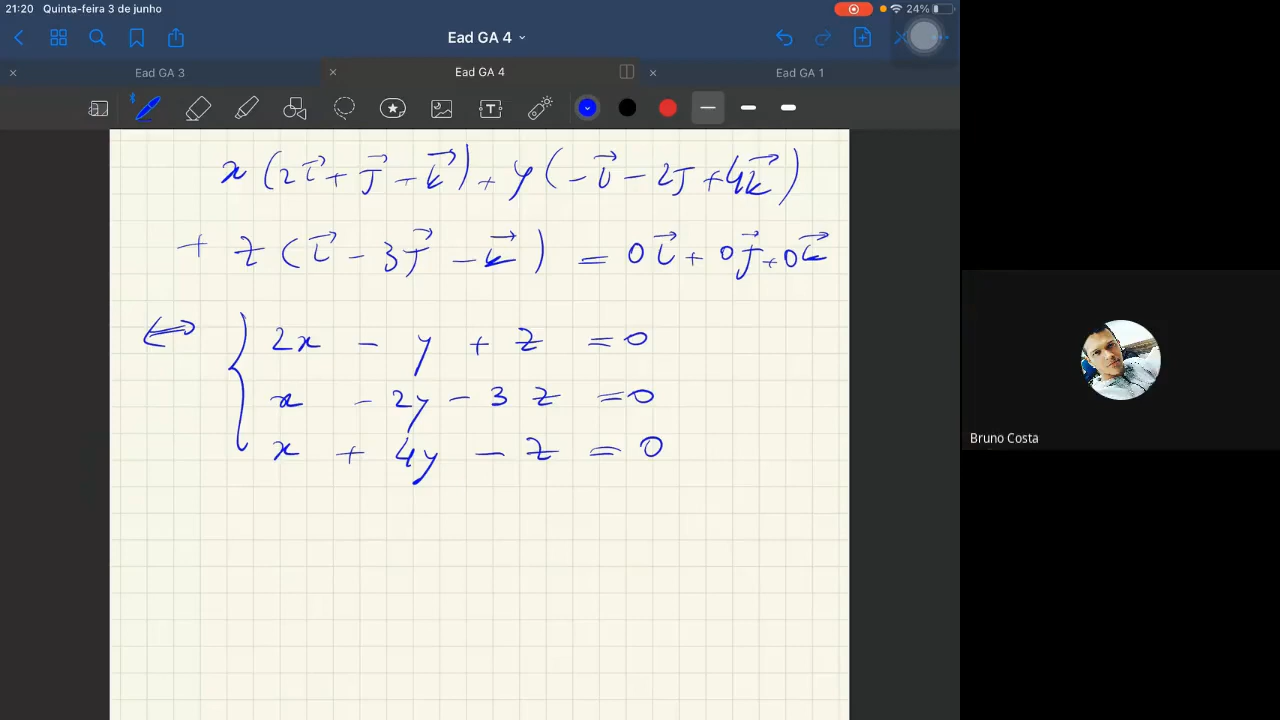 21:20 Quinta-feira 3 de junho 24%
Ead GA 4
Ead GA 3 Ead GA 4 Ead GA 1
x (2i⃗ + j⃗ + k⃗) + y (-i⃗ - 2j + 4k⃗)
+ z (i⃗ - 3j⃗ - k⃗) = 0i⃗ + 0j⃗ + 0k⃗
⟺ { 2x - y + z = 0
x - 2y - 3z = 0
x + 4y - z = 0
Bruno Costa